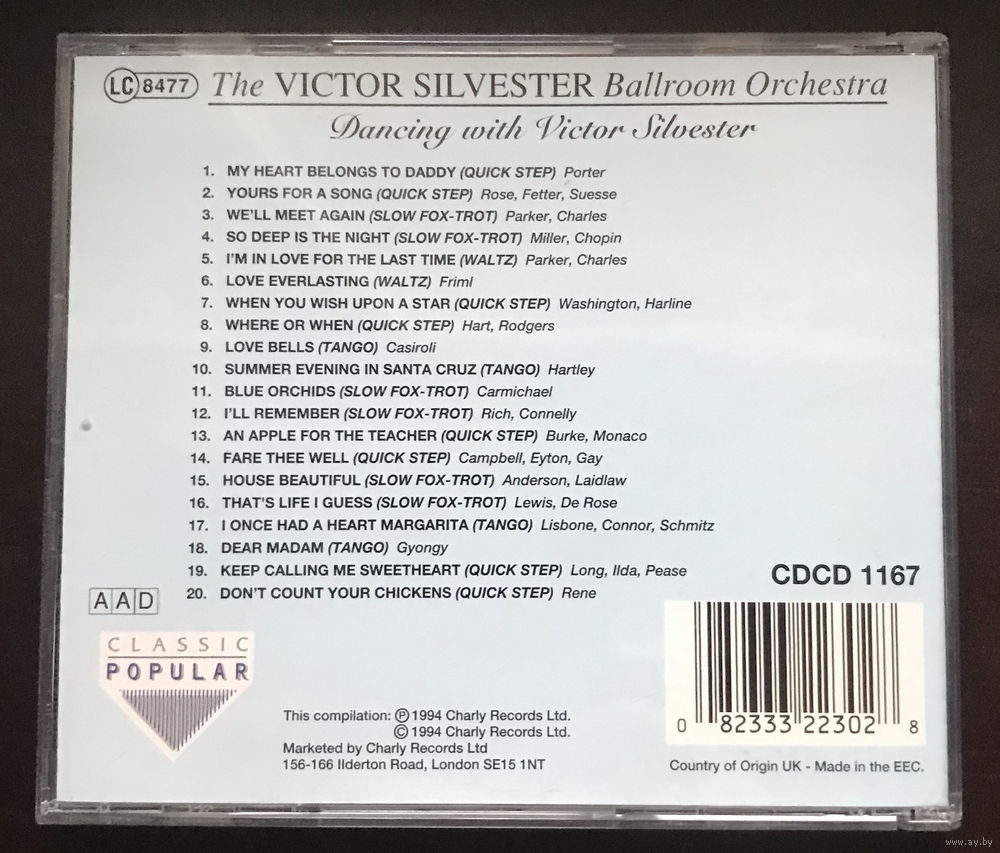 LC 8477 The VICTOR SILVESTER Ballroom Orchestra
Dancing with Victor Silvester
1. MY HEART BELONGS TO DADDY (QUICK STEP) Porter
2. YOURS FOR A SONG (QUICK STEP) Rose, Fetter, Suesse
3. WE'LL MEET AGAIN (SLOW FOX-TROT) Parker, Charles
4. SO DEEP IS THE NIGHT (SLOW FOX-TROT) Miller, Chopin
5. I'M IN LOVE FOR THE LAST TIME (WALTZ) Parker, Charles
6. LOVE EVERLASTING (WALTZ) Friml
7. WHEN YOU WISH UPON A STAR (QUICK STEP) Washington, Harline
8. WHERE OR WHEN (QUICK STEP) Hart, Rodgers
9. LOVE BELLS (TANGO) Casiroli
10. SUMMER EVENING IN SANTA CRUZ (TANGO) Hartley
11. BLUE ORCHIDS (SLOW FOX-TROT) Carmichael
12. I'LL REMEMBER (SLOW FOX-TROT) Rich, Connelly
13. AN APPLE FOR THE TEACHER (QUICK STEP) Burke, Monaco
14. FARE THEE WELL (QUICK STEP) Campbell, Eyton, Gay
15. HOUSE BEAUTIFUL (SLOW FOX-TROT) Anderson, Laidlaw
16. THAT'S LIFE I GUESS (SLOW FOX-TROT) Lewis, De Rose
17. I ONCE HAD A HEART MARGARITA (TANGO) Lisbone, Connor, Schmitz
18. DEAR MADAM (TANGO) Gyongy
19. KEEP CALLING ME SWEETHEART (QUICK STEP) Long, Ilda, Pease
20. DON'T COUNT YOUR CHICKENS (QUICK STEP) Rene
CDCD 1167
AAD
CLASSIC
POPULAR
This compilation: ℗ 1994 Charly Records Ltd.
© 1994 Charly Records Ltd.
Marketed by Charly Records Ltd
156-166 Ilderton Road, London SE15 1NT
0 82333 22302 8
Country of Origin UK - Made in the EEC.
www.ay.by